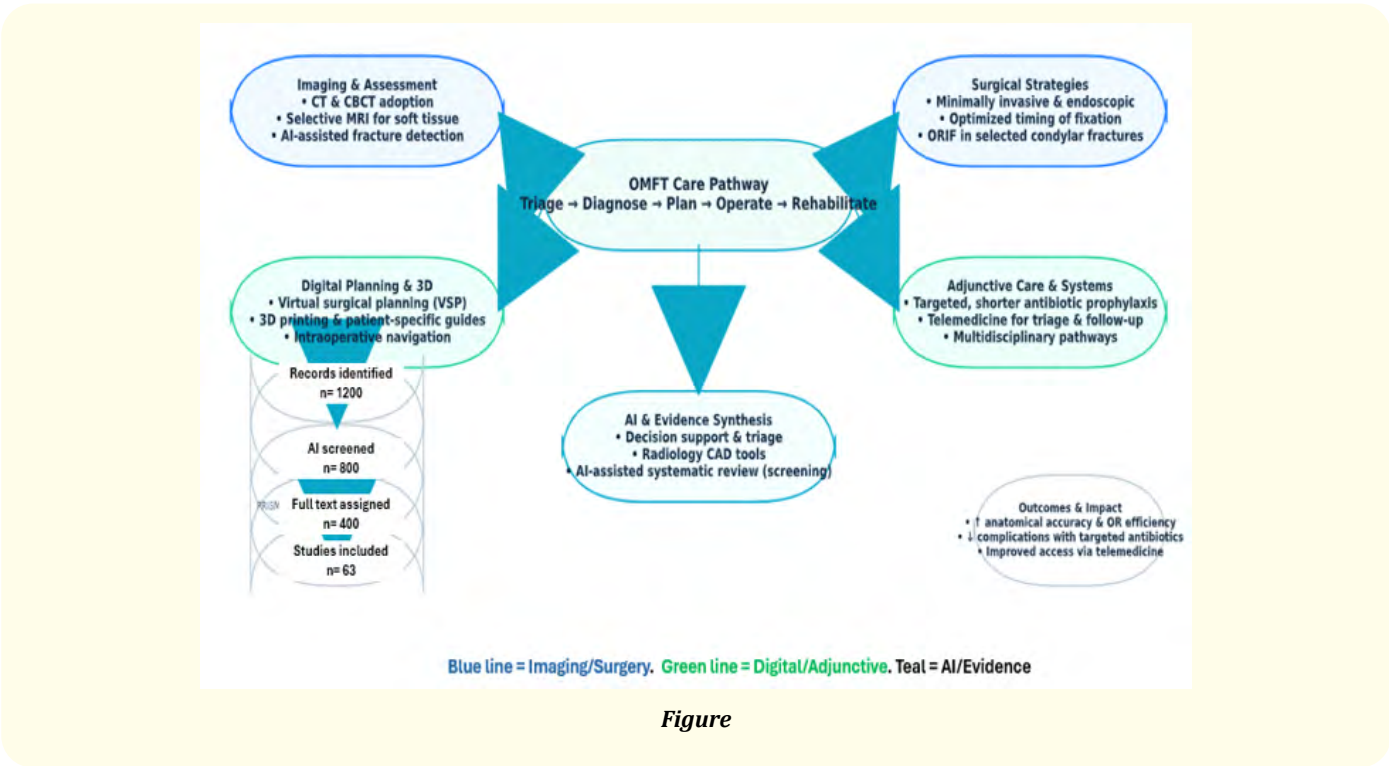 Imaging & Assessment
• CT & CBCT adoption
• Selective MRI for soft tissue
• AI-assisted fracture detection
Surgical Strategies
• Minimally invasive & endoscopic
• Optimized timing of fixation
• ORIF in selected condylar fractures
OMFT Care Pathway
Triage → Diagnose → Plan → Operate → Rehabilitate
Digital Planning & 3D
• Virtual surgical planning (VSP)
• 3D printing & patient-specific guides
• Intraoperative navigation
Adjunctive Care & Systems
• Targeted, shorter antibiotic prophylaxis
• Telemedicine for triage & follow-up
• Multidisciplinary pathways
Records identified
n= 1200
AI screened
n= 800
Full text assigned
n= 400
Studies included
n= 63
AI & Evidence Synthesis
• Decision support & triage
• Radiology CAD tools
• AI-assisted systematic review (screening)
Outcomes & Impact
• ↑ anatomical accuracy & OR efficiency
• ↓ complications with targeted antibiotics
• Improved access via telemedicine
Blue line = Imaging/Surgery. Green line = Digital/Adjunctive. Teal = AI/Evidence
Figure